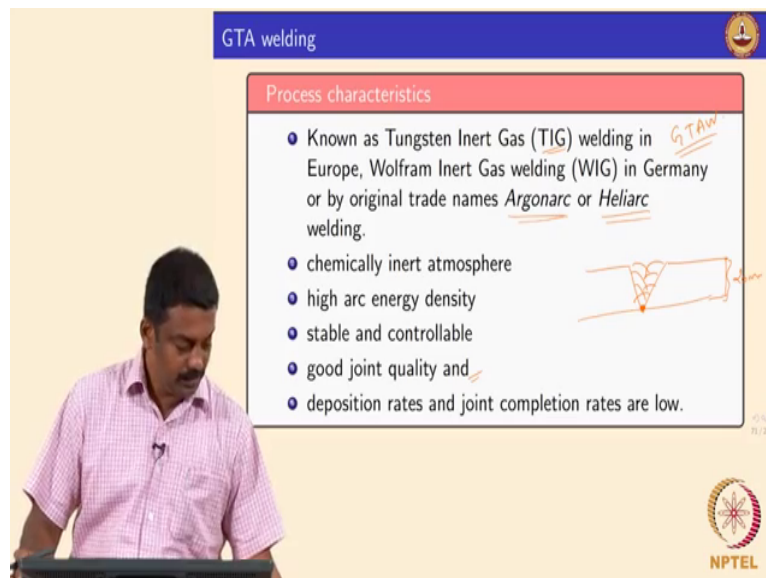 GTA welding
Process characteristics
Known as Tungsten Inert Gas (TIG) welding in
GTAW
Europe, Wolfram Inert Gas welding (WIG) in Germany
or by original trade names Argonarc or Heliarc
welding.
chemically inert atmosphere
high arc energy density
stable and controllable
good joint quality and
deposition rates and joint completion rates are low.
NPTEL